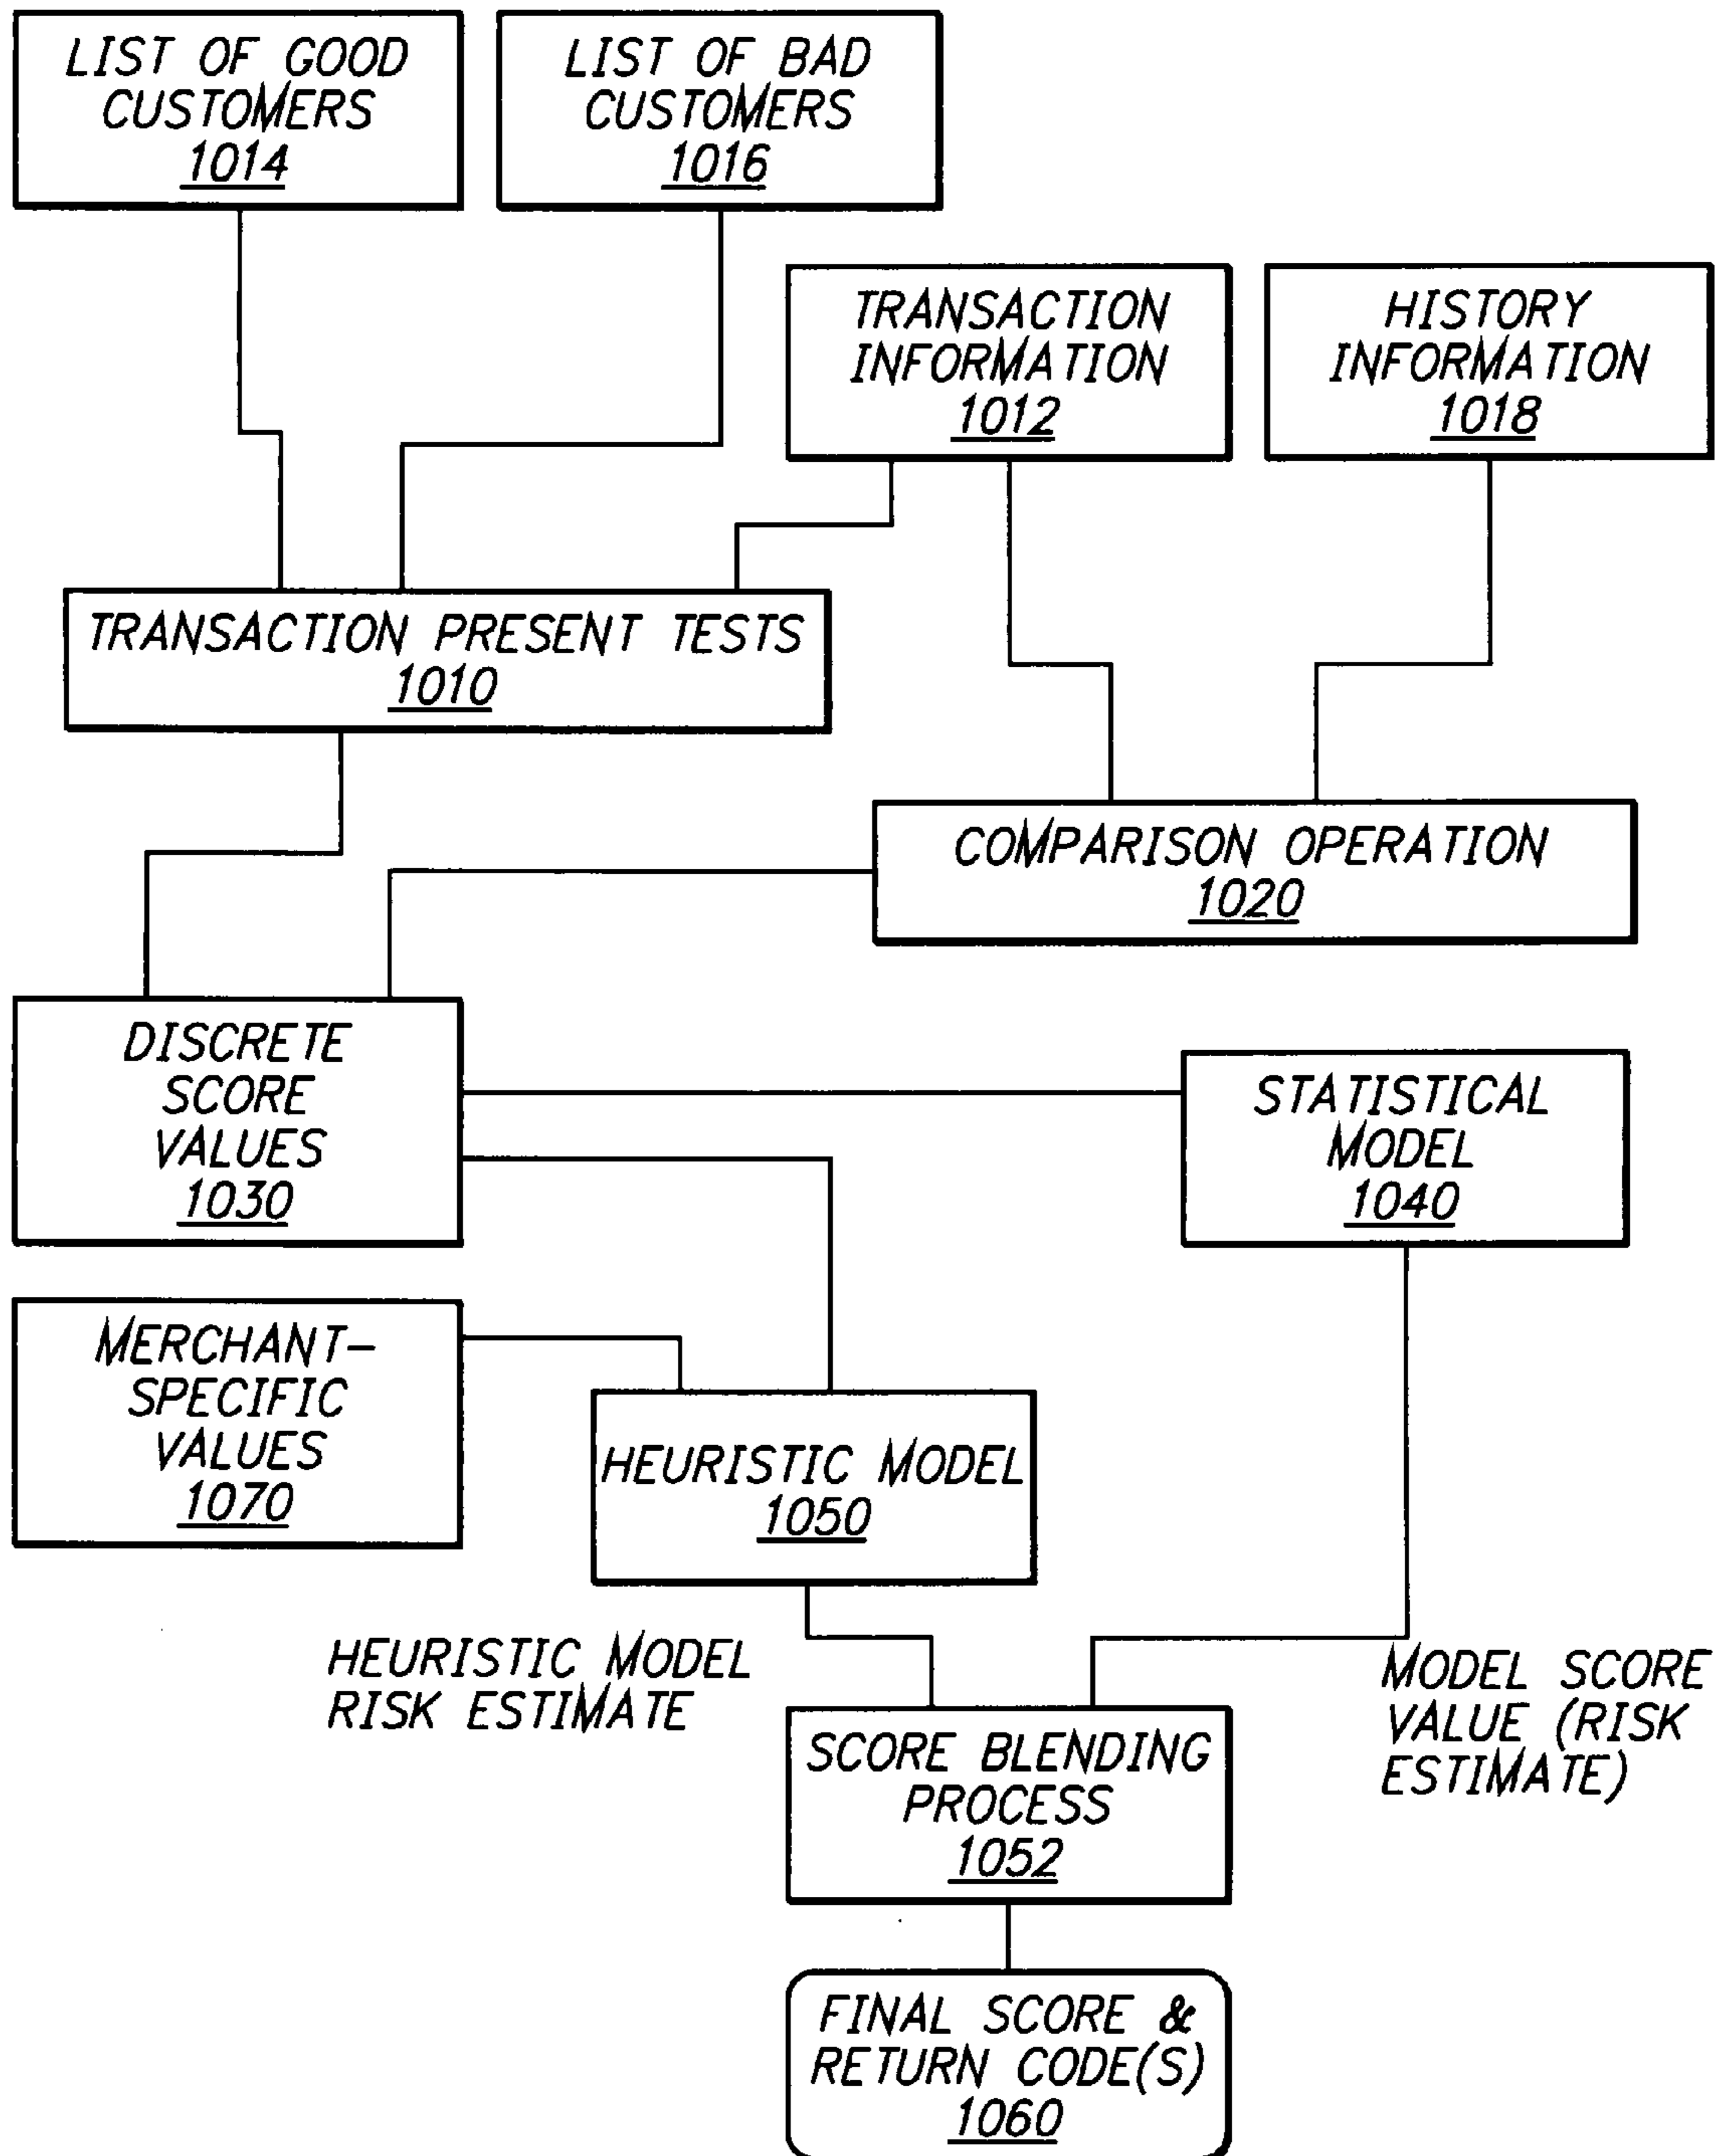 LIST OF GOOD
CUSTOMERS
1014
LIST OF BAD
CUSTOMERS
1016
TRANSACTION
INFORMATION
1012
HISTORY
INFORMATION
1018
TRANSACTION PRESENT TESTS
1010
COMPARISON OPERATION
1020
DISCRETE
SCORE
VALUES
1030
STATISTICAL
MODEL
1040
MERCHANT-
SPECIFIC
VALUES
1070
HEURISTIC MODEL
1050
HEURISTIC MODEL
RISK ESTIMATE
MODEL SCORE
VALUE (RISK
ESTIMATE)
SCORE BLENDING
PROCESS
1052
FINAL SCORE &
RETURN CODE(S)
1060